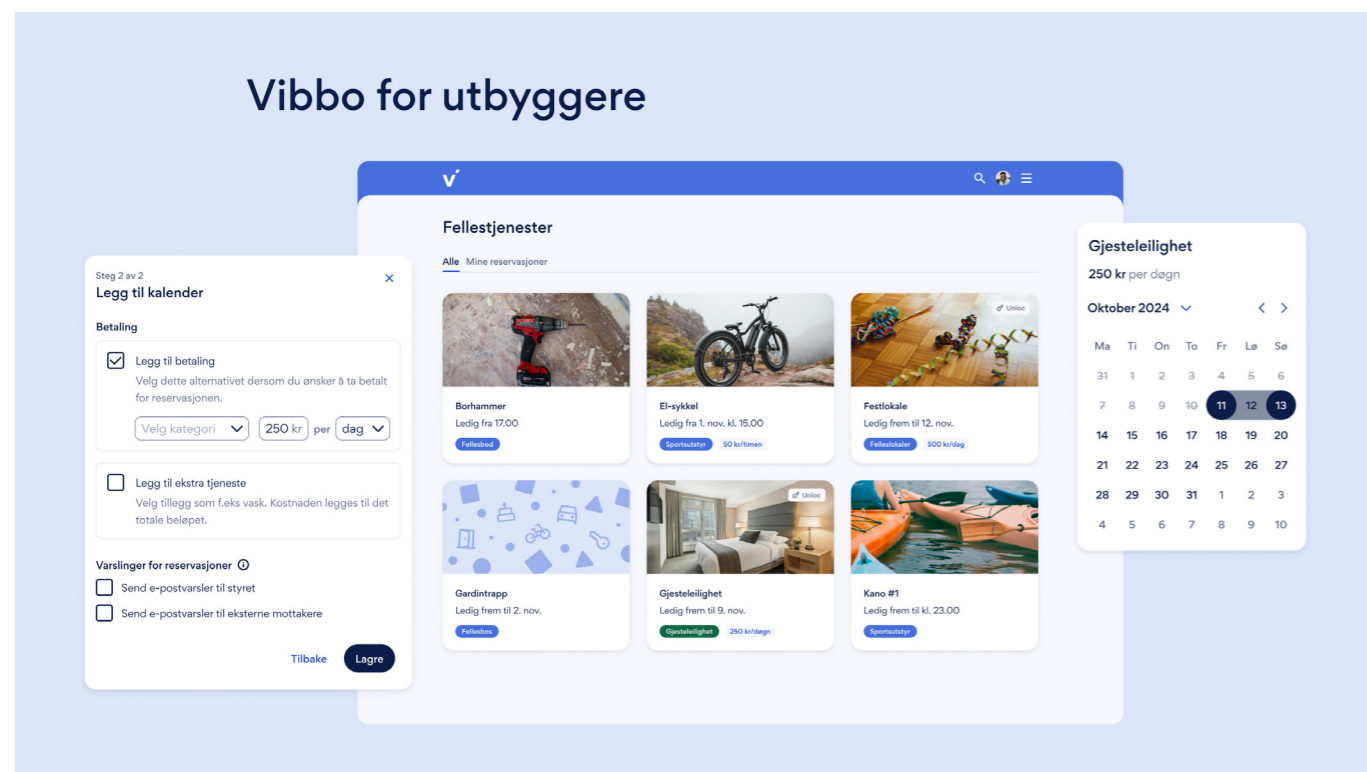 Vibbo for utbyggere
v
Fellestjenester
Alle Mine reservasjoner
Borhammer
Ledig fra 17.00
Fellesbod
El-sykkel
Ledig fra 1. nov. kl. 15.00
Sportsutstyr 50 kr/timen
Unloc
Festlokale
Ledig frem til 12. nov.
Felleslokaler 500 kr/dag
Gardintrapp
Ledig frem til 2. nov.
Fellesbos
Unloc
Gjesteleilighet
Ledig frem til 9. nov.
Gjesteleilighet 250 kr/døgn
Kano #1
Ledig frem til kl. 23.00
Sportsutstyr
Steg 2 av 2
Legg til kalender
Betaling
Legg til betaling
Velg dette alternativet dersom du ønsker å ta betalt
for reservasjonen.
Velg kategori 250 kr per dag
Legg til ekstra tjeneste
Velg tillegg som f.eks vask. Kostnaden legges til det
totale beløpet.
Varslinger for reservasjoner
Send e-postvarsler til styret
Send e-postvarsler til eksterne mottakere
Tilbake Lagre
Gjesteleilighet
250 kr per døgn
Oktober 2024
Ma Ti On To Fr Lø Sø
31 1 2 3 4 5 6
7 8 9 10 11 12 13
14 15 16 17 18 19 20
21 22 23 24 25 26 27
28 29 30 31 1 2 3
4 5 6 7 8 9 10